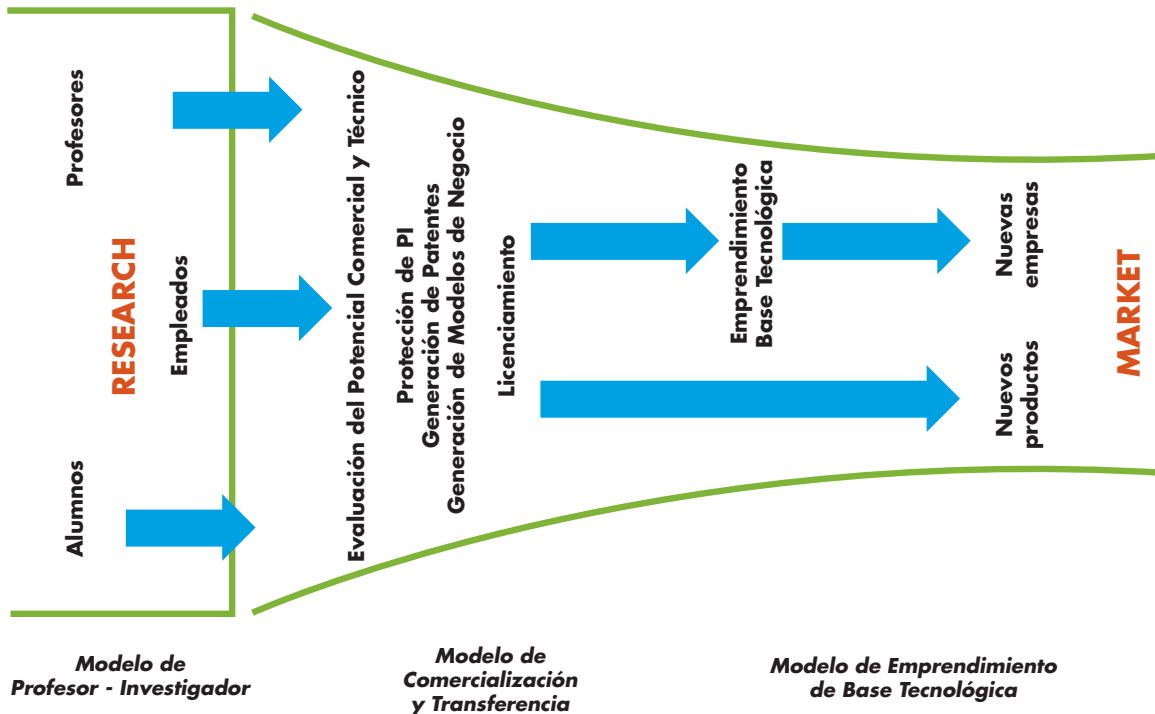 RESEARCH
Profesores
Empleados
Alumnos
Evaluación del Potencial Comercial y Técnico
Protección de PI
Generación de Patentes
Generación de Modelos de Negocio
Licenciamiento
Emprendimiento
Base Tecnológica
Nuevas
empresas
Nuevos
productos
MARKET
Modelo de
Profesor - Investigador
Modelo de
Comercialización
y Transferencia
Modelo de Emprendimiento
de Base Tecnológica